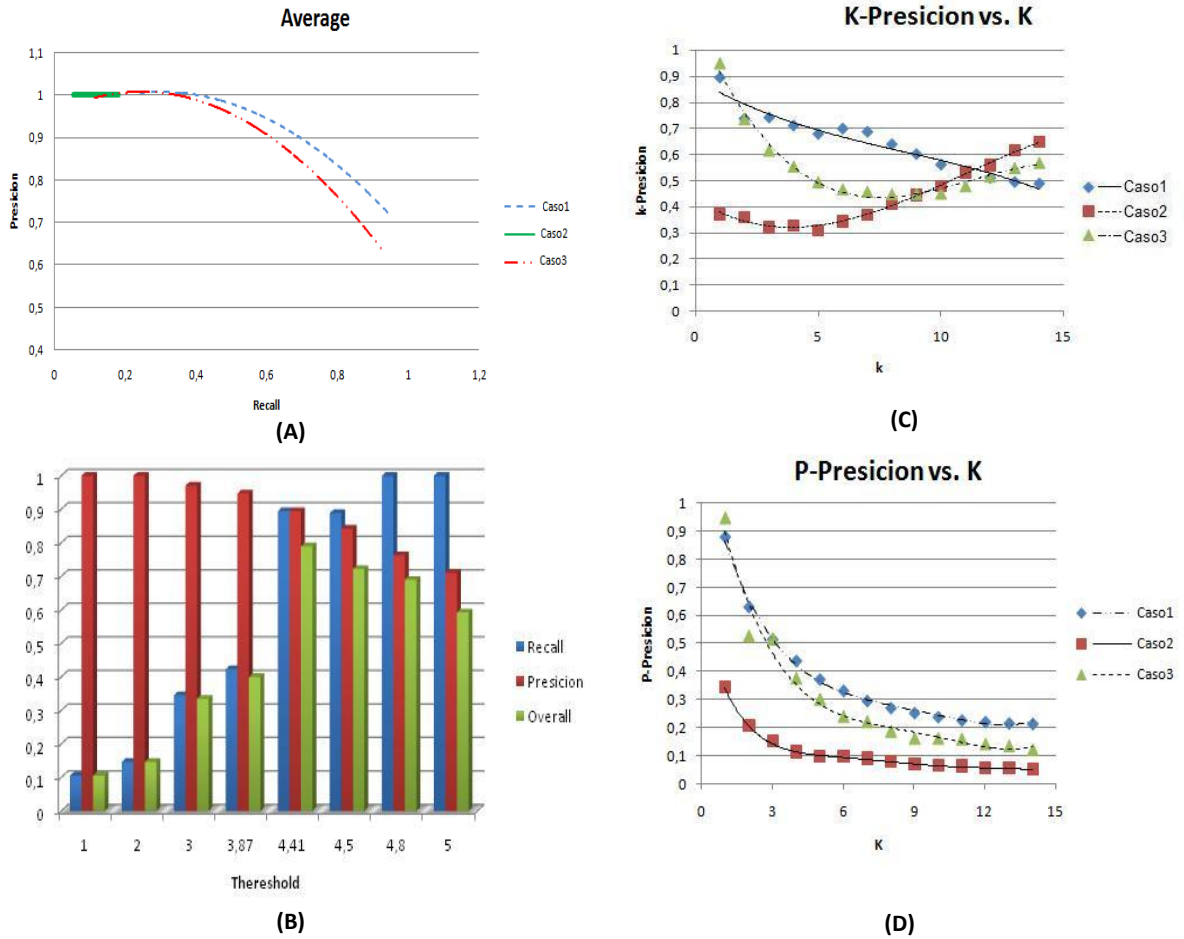 Average
1,1
1
0,9
0,8
0,7
0,6
0,5
0,4
0 0,2 0,4 0,6 0,8 1 1,2
Presicion
Recall
Caso1
Caso2
Caso3
(A)
K-Presicion vs. K
1
0,9
0,8
0,7
0,6
0,5
0,4
0,3
0,2
0,1
0
0 5 10 15
k-Presicion
k
Caso1
Caso2
Caso3
(C)
1
0,9
0,8
0,7
0,6
0,5
0,4
0,3
0,2
0,1
0
1 2 3 3,87 4,41 4,5 4,8 5
Thereshold
Recall
Presicion
Overall
(B)
P-Presicion vs. K
1
0,9
0,8
0,7
0,6
0,5
0,4
0,3
0,2
0,1
0
0 3 6 9 12 15
P-Presicion
K
Caso1
Caso2
Caso3
(D)